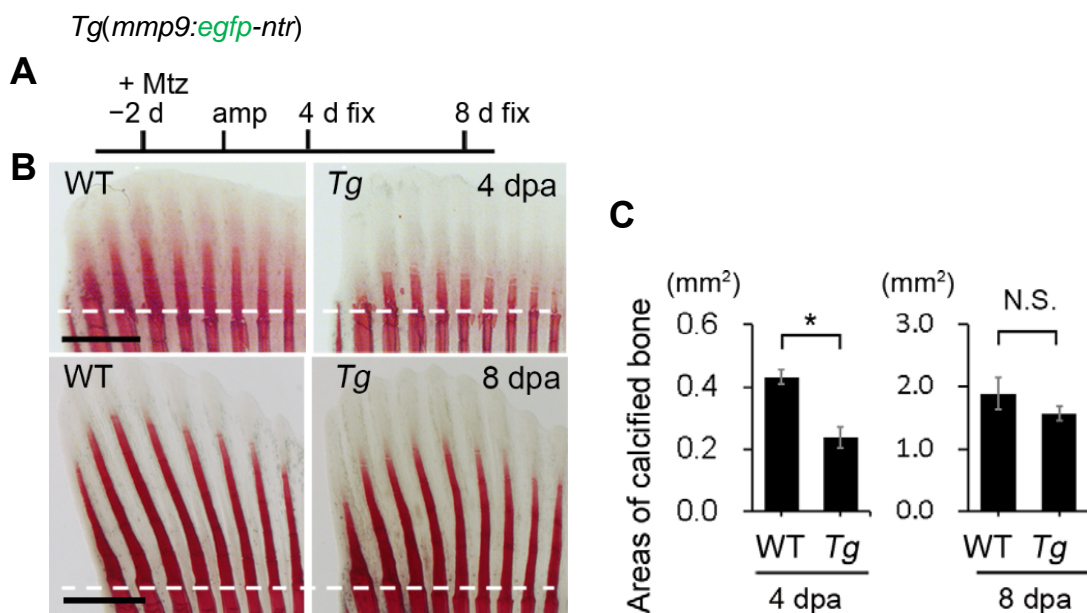 Tg(mmp9:egfp-ntr)
A
+ Mtz
−2 d amp 4 d fix 8 d fix
B
WT Tg 4 dpa
WT Tg 8 dpa
C
Areas of calcified bone
(mm²) (mm²)
N.S.
*
0.6 3.0
0.4 2.0
0.2 1.0
0.0 0.0
WT Tg WT Tg
4 dpa 8 dpa